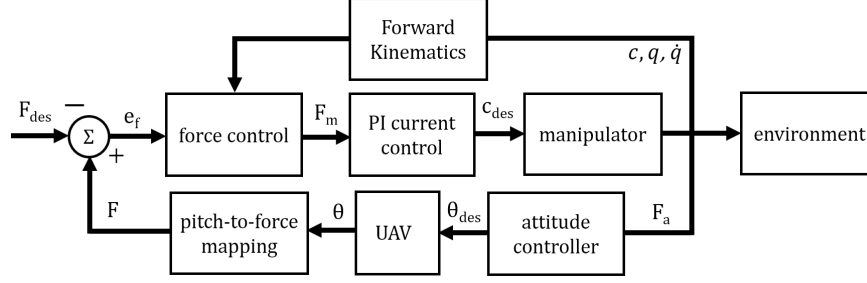 Forward
Kinematics
c, q, q̇
F_des
−
e_f
Σ
+
force control
F_m
PI current
control
c_des
manipulator
environment
F
pitch-to-force
mapping
θ
UAV
θ_des
attitude
controller
F_a